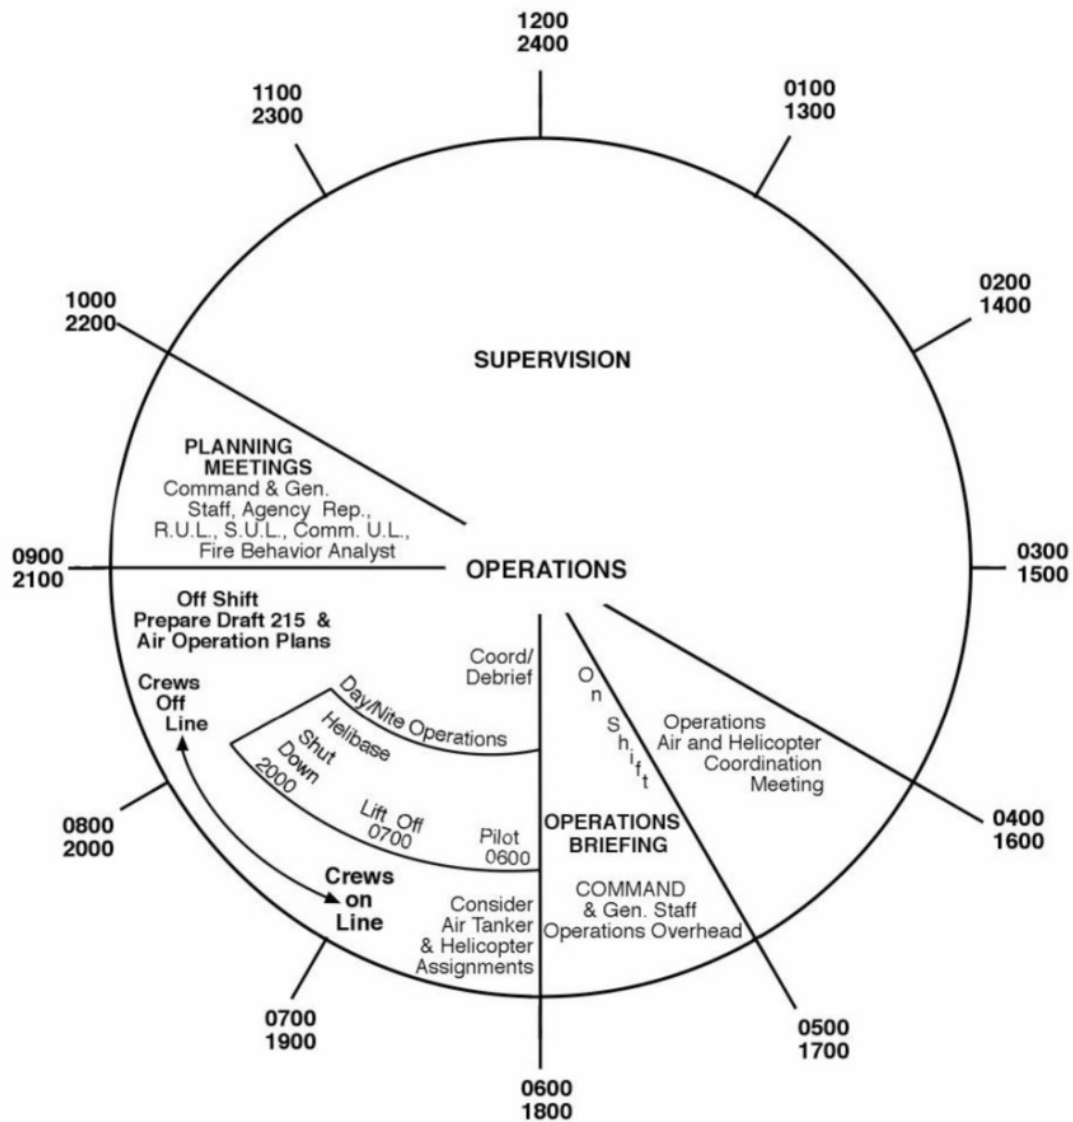 1200
2400
0100
1300
1100
2300
0200
1400
1000
2200
SUPERVISION
PLANNING
MEETINGS
Command & Gen.
Staff, Agency Rep.,
R.U.L., S.U.L., Comm. U.L.,
Fire Behavior Analyst
0900
2100
OPERATIONS
0300
1500
Off Shift
Prepare Draft 215 &
Air Operation Plans
Coord/
Debrief
On Shift
Crews
Off
Line
Day/Nite Operations
Helibase
Shut
Down
2000
Lift Off
0700
Pilot
0600
Operations
Air and Helicopter
Coordination
Meeting
0800
2000
OPERATIONS
BRIEFING
0400
1600
Crews
on
Line
COMMAND
& Gen. Staff
Operations Overhead
Consider
Air Tanker
& Helicopter
Assignments
0700
1900
0500
1700
0600
1800